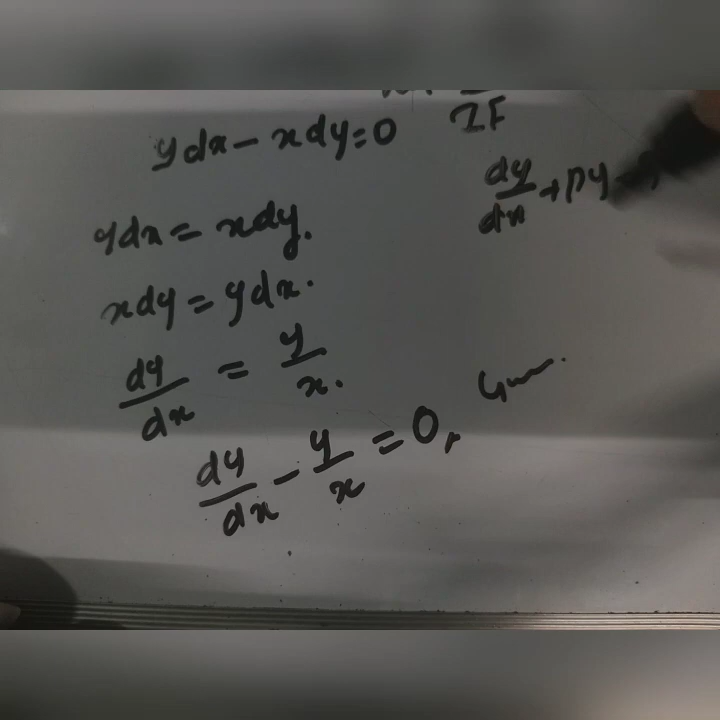 ydx - xdy = 0
IF
dy/dx + py
ydx = xdy.
xdy = ydx.
dy/dx = y/x.
dy/dx - y/x = 0,